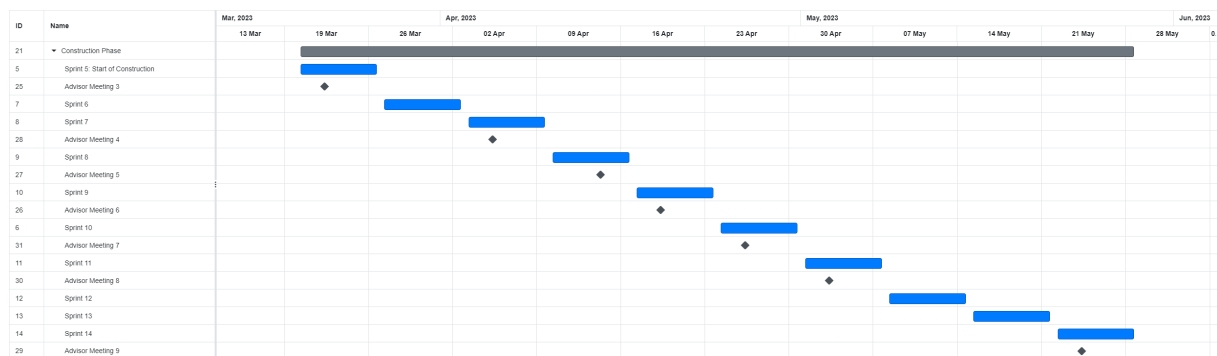 Mar, 2023 Apr, 2023 May, 2023 Jun, 2023
ID Name
13 Mar 19 Mar 26 Mar 02 Apr 09 Apr 16 Apr 23 Apr 30 Apr 07 May 14 May 21 May 28 May
21 Construction Phase
5 Sprint 5: Start of Construction
25 Advisor Meeting 3
7 Sprint 6
8 Sprint 7
28 Advisor Meeting 4
9 Sprint 8
27 Advisor Meeting 5
10 Sprint 9
26 Advisor Meeting 6
6 Sprint 10
31 Advisor Meeting 7
11 Sprint 11
30 Advisor Meeting 8
12 Sprint 12
13 Sprint 13
14 Sprint 14
29 Advisor Meeting 9